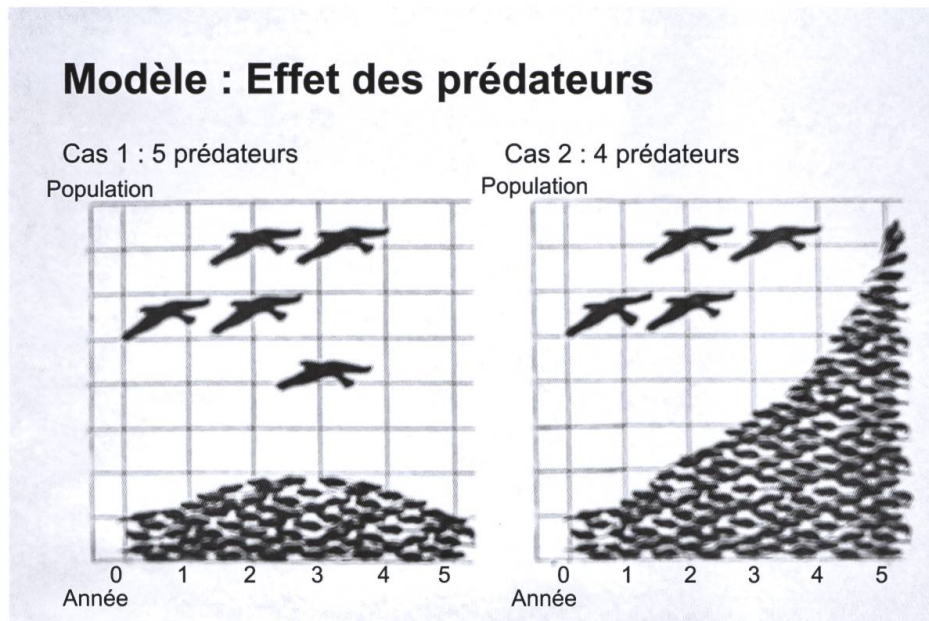 Modèle : Effet des prédateurs
Cas 1 : 5 prédateurs
Population
0 1 2 3 4 5
Année
Cas 2 : 4 prédateurs
Population
0 1 2 3 4 5
Année